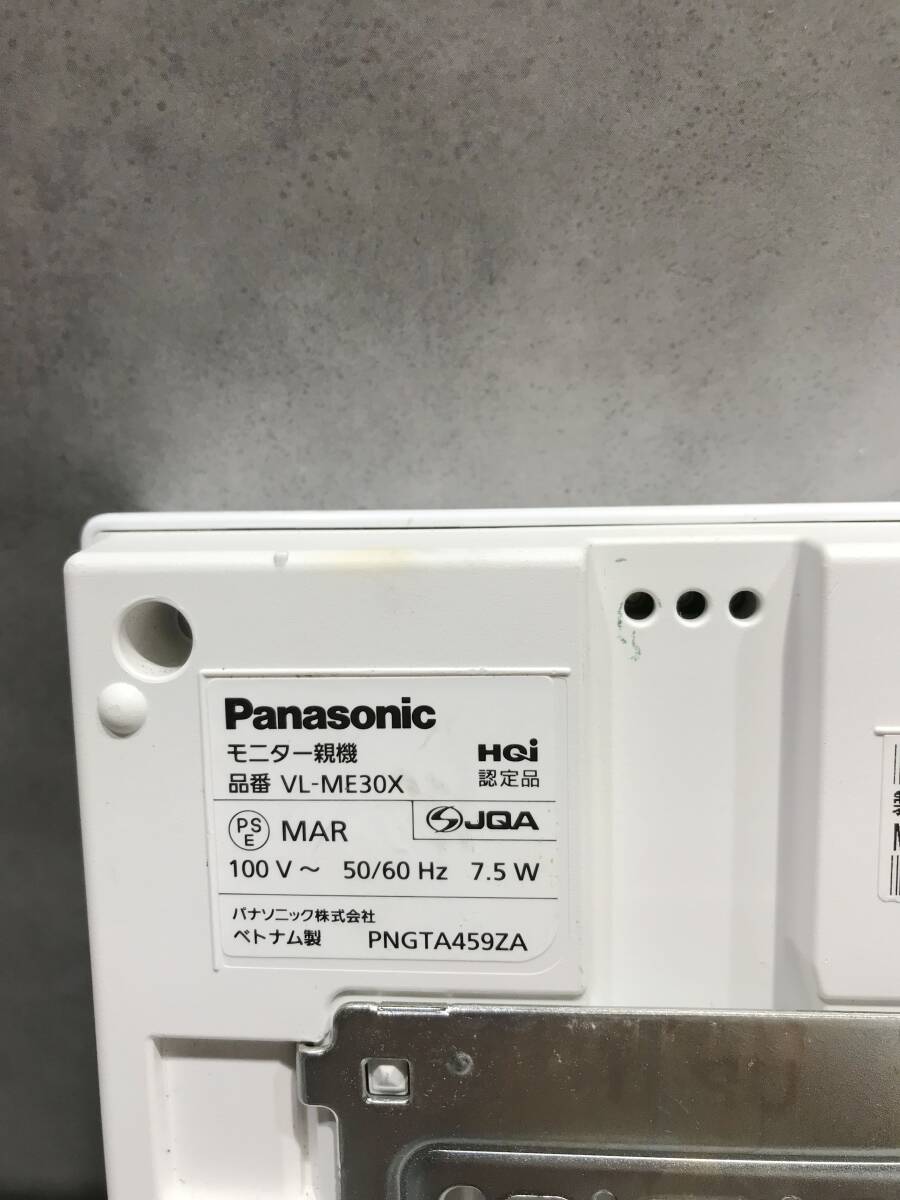 Panasonic
モニター親機
HQi
品番 VL-ME30X
認定品
PS
E
MAR
JQA
100 V～ 50/60 Hz 7.5 W
パナソニック株式会社
ベトナム製 PNGTA459ZA
製